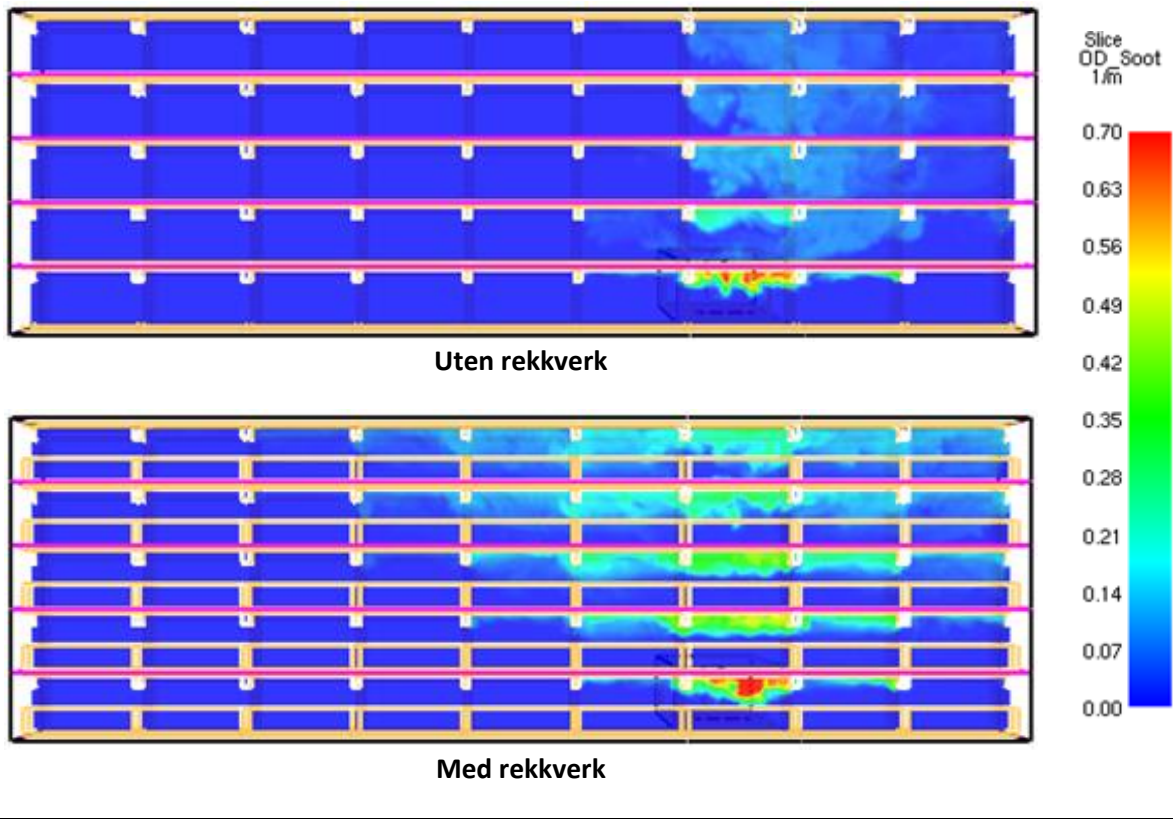 Slice
OD_Soot
1/m
0.70
0.63
0.56
0.49
0.42
0.35
0.28
0.21
0.14
0.07
0.00
Uten rekkverk
Med rekkverk